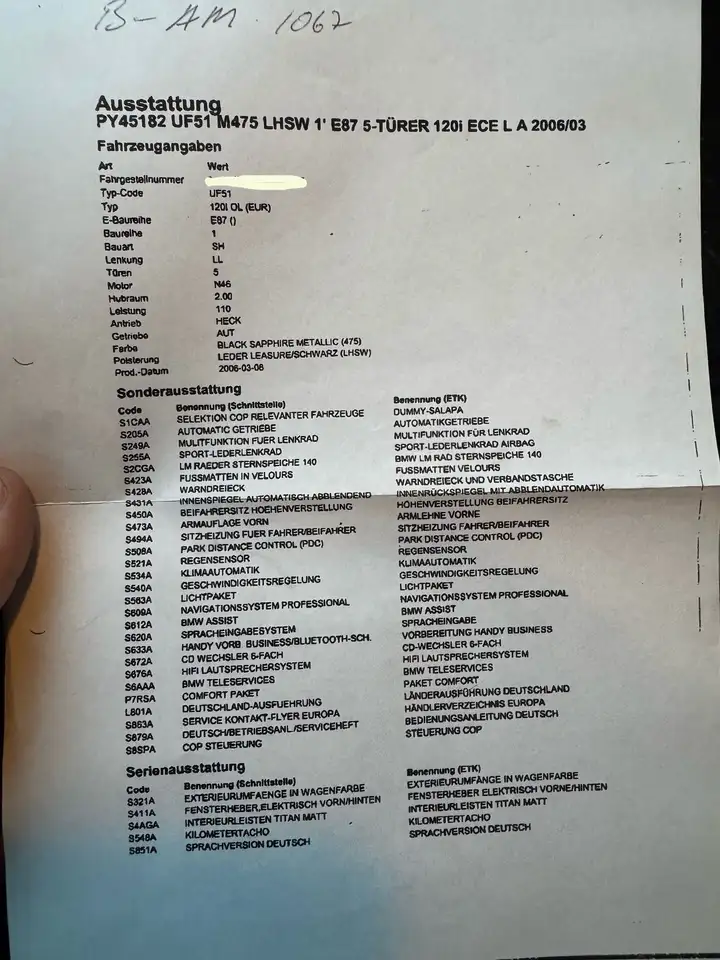 B-AM 1067
Ausstattung
PY45182 UF51 M475 LHSW 1' E87 5-TÜRER 120i ECE L A 2006/03
Fahrzeugangaben
Art Wert
Fahrgestellnummer
Typ-Code UF51
Typ 120I OL (EUR)
E-Baureihe E87 ()
Baureihe 1
Bauart SH
Lenkung LL
Türen 5
Motor N46
Hubraum 2.00
Leistung 110
Antrieb HECK
Getriebe AUT
Farbe BLACK SAPPHIRE METALLIC (475)
Polsterung LEDER LEASURE/SCHWARZ (LHSW)
Prod.-Datum 2006-03-06
Sonderausstattung
Code Benennung (Schnittstelle) Benennung (ETK)
S1CAA SELEKTION COP RELEVANTER FAHRZEUGE DUMMY-SALAPA
S205A AUTOMATIC GETRIEBE AUTOMATIKGETRIEBE
S249A MULITFUNKTION FUER LENKRAD MULTIFUNKTION FÜR LENKRAD
S255A SPORT-LEDERLENKRAD SPORT-LEDERLENKRAD AIRBAG
S2CGA LM RAEDER STERNSPEICHE 140 BMW LM RAD STERNSPEICHE 140
S423A FUSSMATTEN IN VELOURS FUSSMATTEN VELOURS
S428A WARNDREIECK WARNDREIECK UND VERBANDSTASCHE
S431A INNENSPIEGEL AUTOMATISCH ABBLENDEND INNENRÜCKSPIEGEL MIT ABBLENDAUTOMATIK
S450A BEIFAHRERSITZ HOEHENVERSTELLUNG HÖHENVERSTELLUNG BEIFAHRERSITZ
S473A ARMAUFLAGE VORN ARMLEHNE VORNE
S494A SITZHEIZUNG FUER FAHRER/BEIFAHRER SITZHEIZUNG FAHRER/BEIFAHRER
S508A PARK DISTANCE CONTROL (PDC) PARK DISTANCE CONTROL (PDC)
S521A REGENSENSOR REGENSENSOR
S534A KLIMAAUTOMATIK KLIMAAUTOMATIK
S540A GESCHWINDIGKEITSREGELUNG GESCHWINDIGKEITSREGELUNG
S563A LICHTPAKET LICHTPAKET
S609A NAVIGATIONSSYSTEM PROFESSIONAL NAVIGATIONSSYSTEM PROFESSIONAL
S612A BMW ASSIST BMW ASSIST
S620A SPRACHEINGABESYSTEM SPRACHEINGABE
S633A HANDY VORB BUSINESS/BLUETOOTH-SCH. VORBEREITUNG HANDY BUSINESS
S672A CD WECHSLER 6-FACH CD-WECHSLER 6-FACH
S676A HIFI LAUTSPRECHERSYSTEM HIFI LAUTSPRECHERSYSTEM
S6AAA BMW TELESERVICES BMW TELESERVICES
P7RSA COMFORT PAKET PAKET COMFORT
L801A DEUTSCHLAND-AUSFUEHRUNG LÄNDERAUSFÜHRUNG DEUTSCHLAND
S863A SERVICE KONTAKT-FLYER EUROPA HÄNDLERVERZEICHNIS EUROPA
S879A DEUTSCH/BETRIEBSANL./SERVICEHEFT BEDIENUNGSANLEITUNG DEUTSCH
S8SPA COP STEUERUNG STEUERUNG COP
Serienausstattung
Code Benennung (Schnittstelle) Benennung (ETK)
S321A EXTERIEURUMFAENGE IN WAGENFARBE EXTERIEURUMFÄNGE IN WAGENFARBE
S411A FENSTERHEBER,ELEKTRISCH VORN/HINTEN FENSTERHEBER ELEKTRISCH VORNE/HINTEN
S4AGA INTERIEURLEISTEN TITAN MATT INTERIEURLEISTEN TITAN MATT
S548A KILOMETERTACHO KILOMETERTACHO
S851A SPRACHVERSION DEUTSCH SPRACHVERSION DEUTSCH